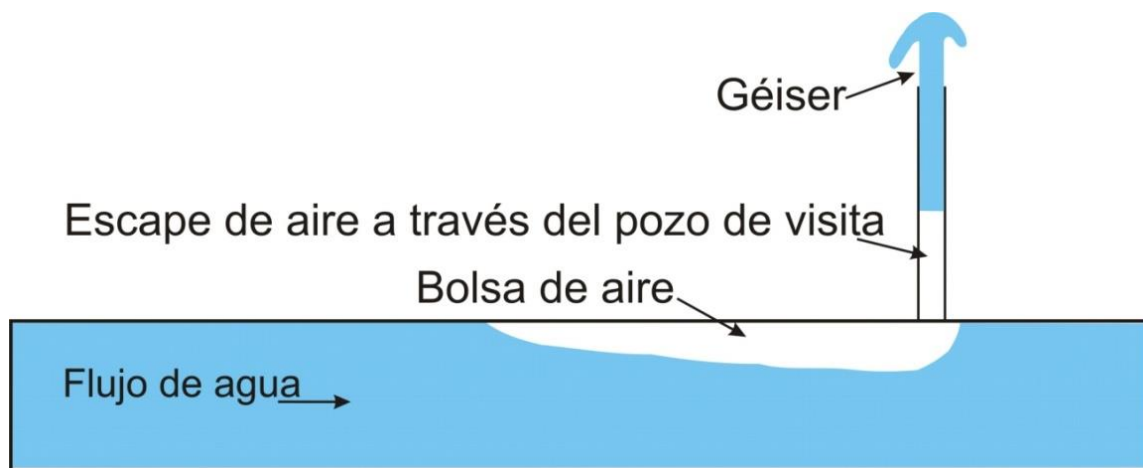 Géiser
Escape de aire a través del pozo de visita
Bolsa de aire
Flujo de agua